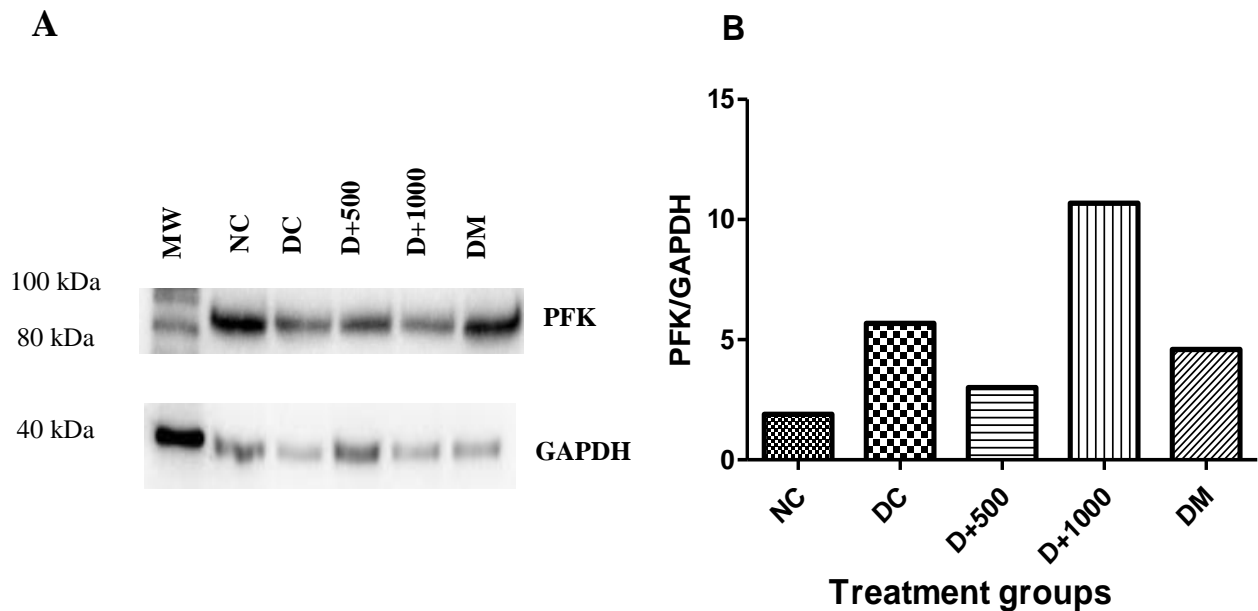 A
MW
NC
DC
D+500
D+1000
DM
100 kDa
80 kDa
PFK
40 kDa
GAPDH
B
PFK/GAPDH
15
10
5
0
NC
DC
D+500
D+1000
DM
Treatment groups